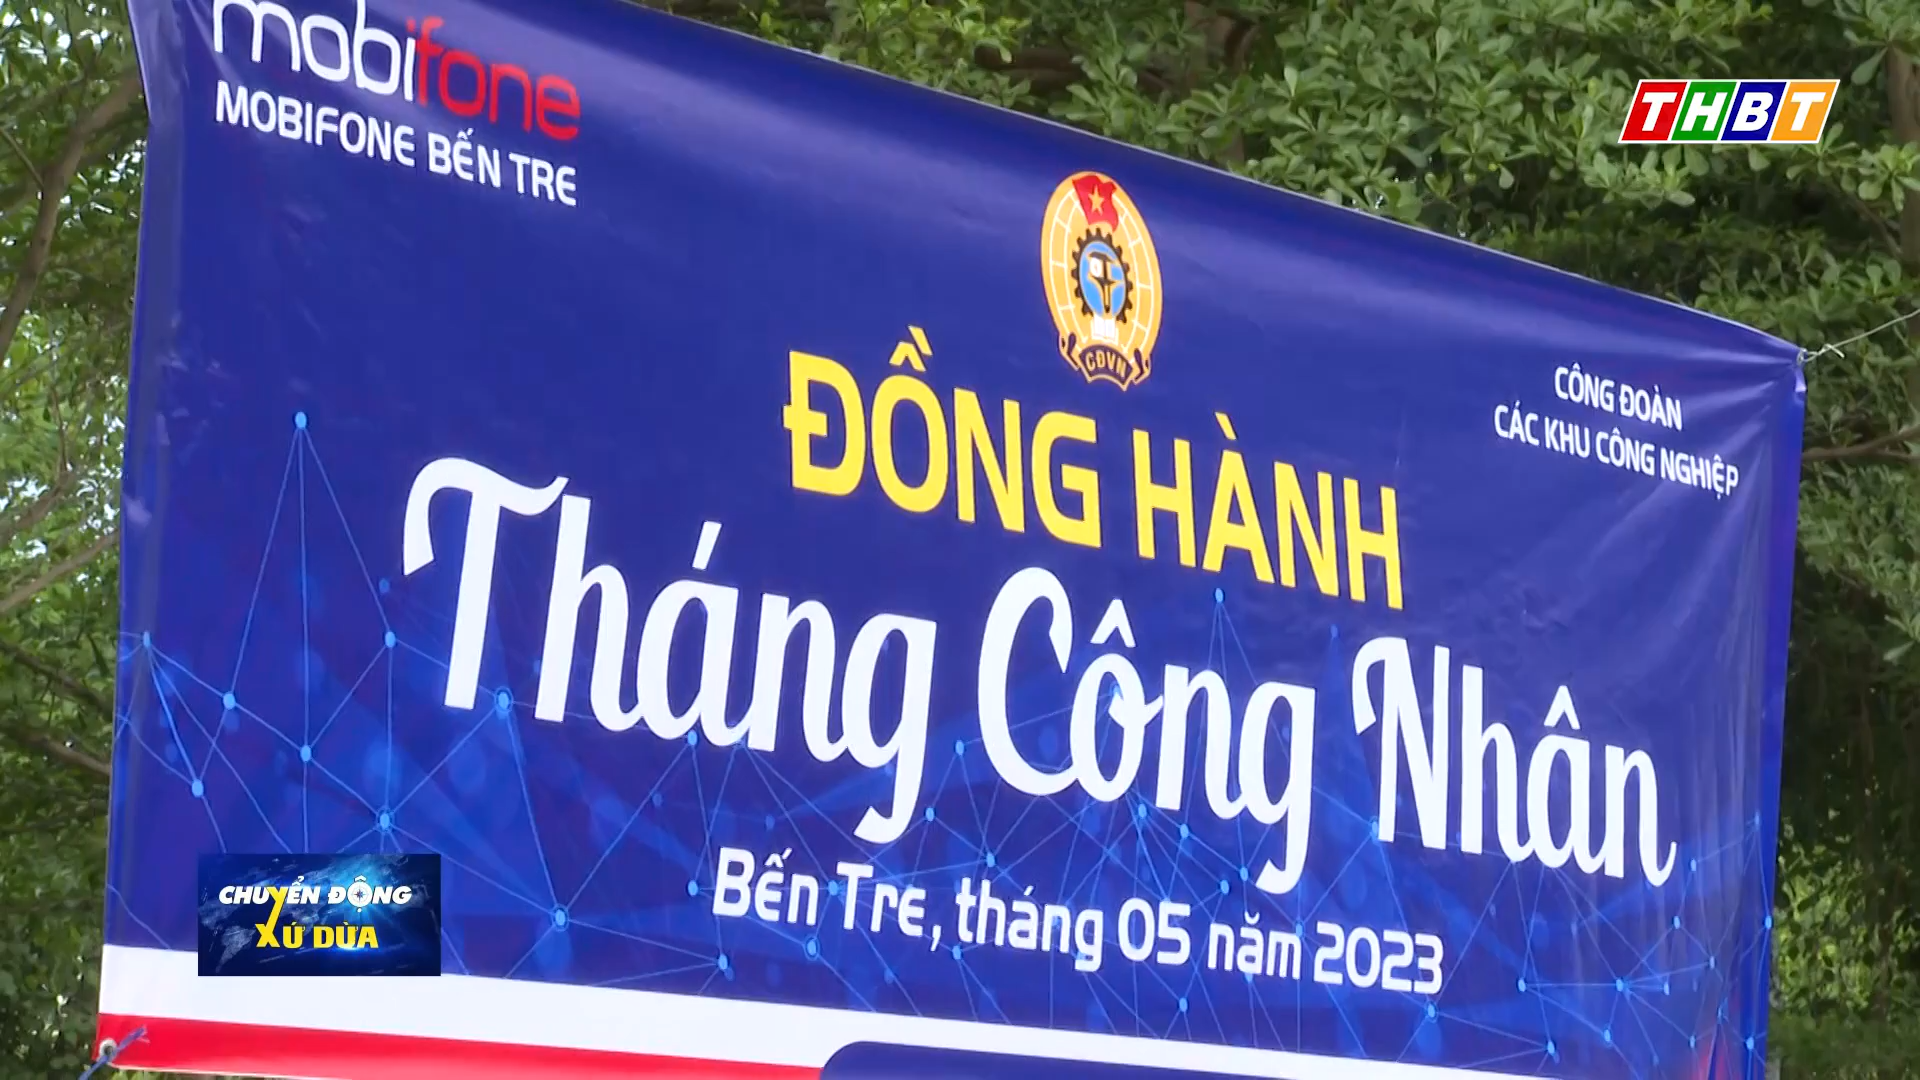 mobifone
MOBIFONE BẾN TRE
THBT
CĐVN
CÔNG ĐOÀN
CÁC KHU CÔNG NGHIỆP
ĐỒNG HÀNH
Tháng Công Nhân
Bến Tre, tháng 05 năm 2023
CHUYỂN ĐỘNG
XỨ DỪA